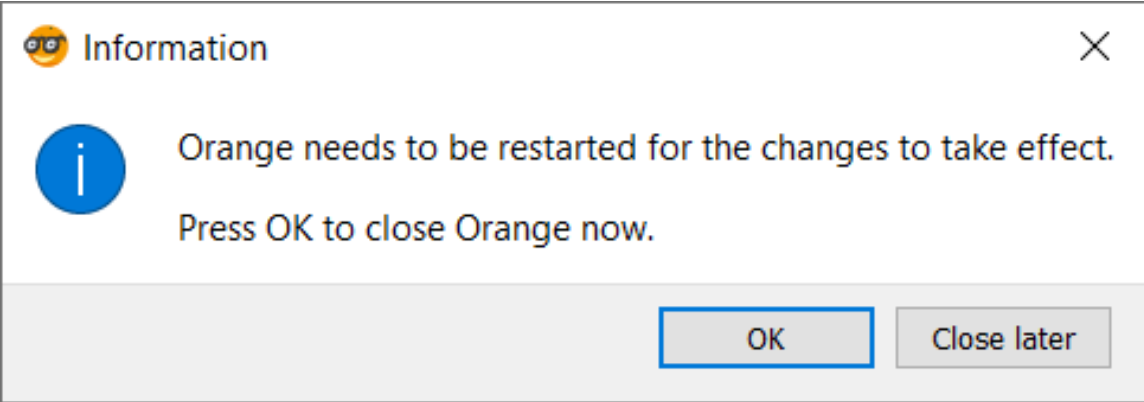 Information
Orange needs to be restarted for the changes to take effect.
Press OK to close Orange now.
OK
Close later